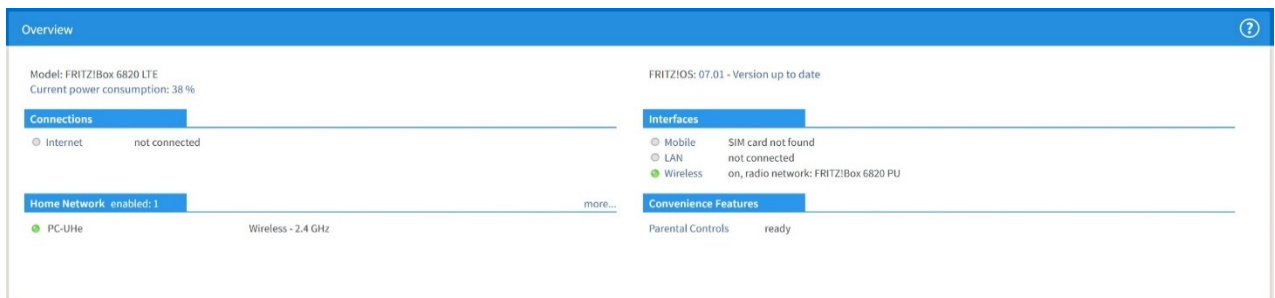 Overview
Model: FRITZ!Box 6820 LTE
Current power consumption: 38 %
FRITZ!OS: 07.01 - Version up to date
Connections
Internet not connected
Interfaces
Mobile SIM card not found
LAN not connected
Wireless on, radio network: FRITZ!Box 6820 PU
Home Network enabled: 1 more...
PC-UHe Wireless - 2.4 GHz
Convenience Features
Parental Controls ready